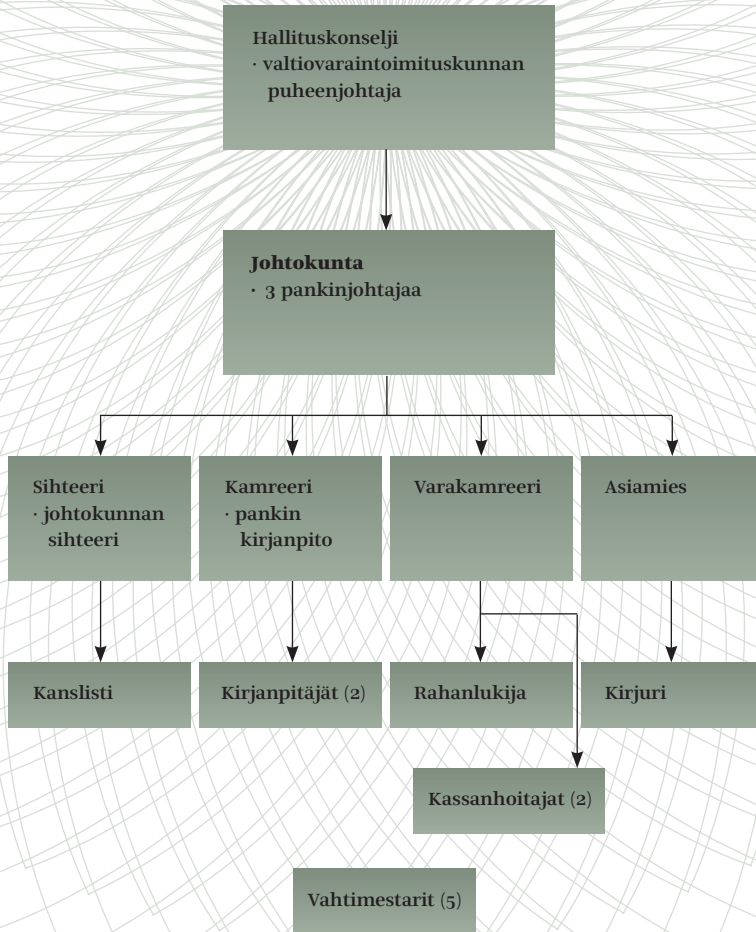 Hallituskonselji
· valtiovaraintoimituskunnan
puheenjohtaja
Johtokunta
· 3 pankinjohtajaa
Sihteeri
· johtokunnan
sihteeri
Kamreeri
· pankin
kirjanpito
Varakamreeri
Asiamies
Kanslisti
Kirjanpitäjät (2)
Rahanlukija
Kirjuri
Kassanhoitajat (2)
Vahtimestarit (5)